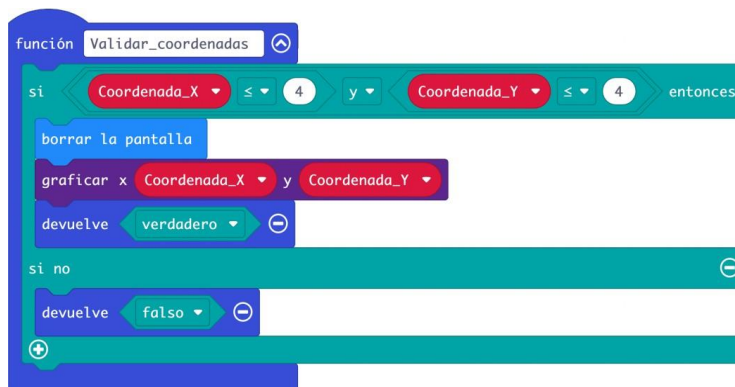 función Validar_coordenadas
si Coordenada_X ≤ 4 y Coordenada_Y ≤ 4 entonces
borrar la pantalla
graficar x Coordenada_X y Coordenada_Y
devuelve verdadero
si no
devuelve falso